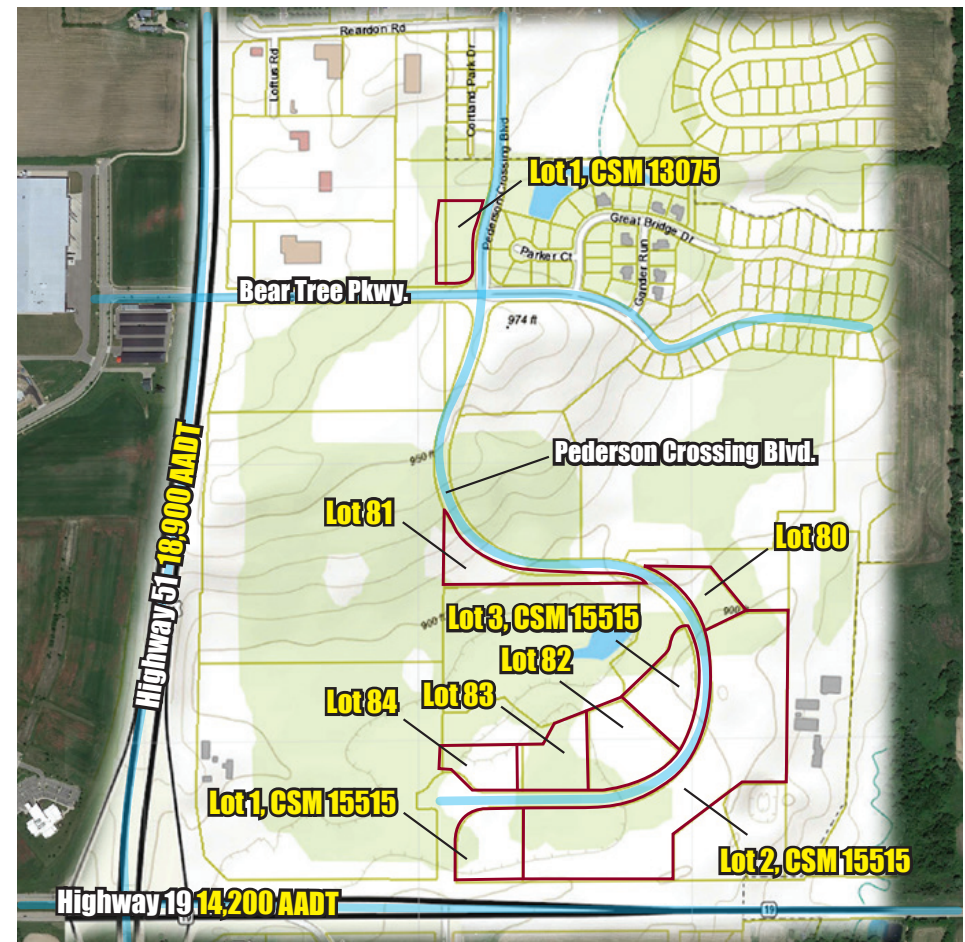 Reardon Rd
Loftus Rd
Cortland Park Dr
Pederson Crossing Blvd
Lot 1, CSM 13075
Great Bridge Dr
Parker Ct
Gander Run
Bear Tree Pkwy.
974 ft
Highway 51 18,900 AADT
950 ft
Pederson Crossing Blvd.
Lot 81
Lot 80
900 ft
900 ft
Lot 3, CSM 15515
Lot 82
Lot 84
Lot 83
Lot 1, CSM 15515
Lot 2, CSM 15515
Highway 19 14,200 AADT
19